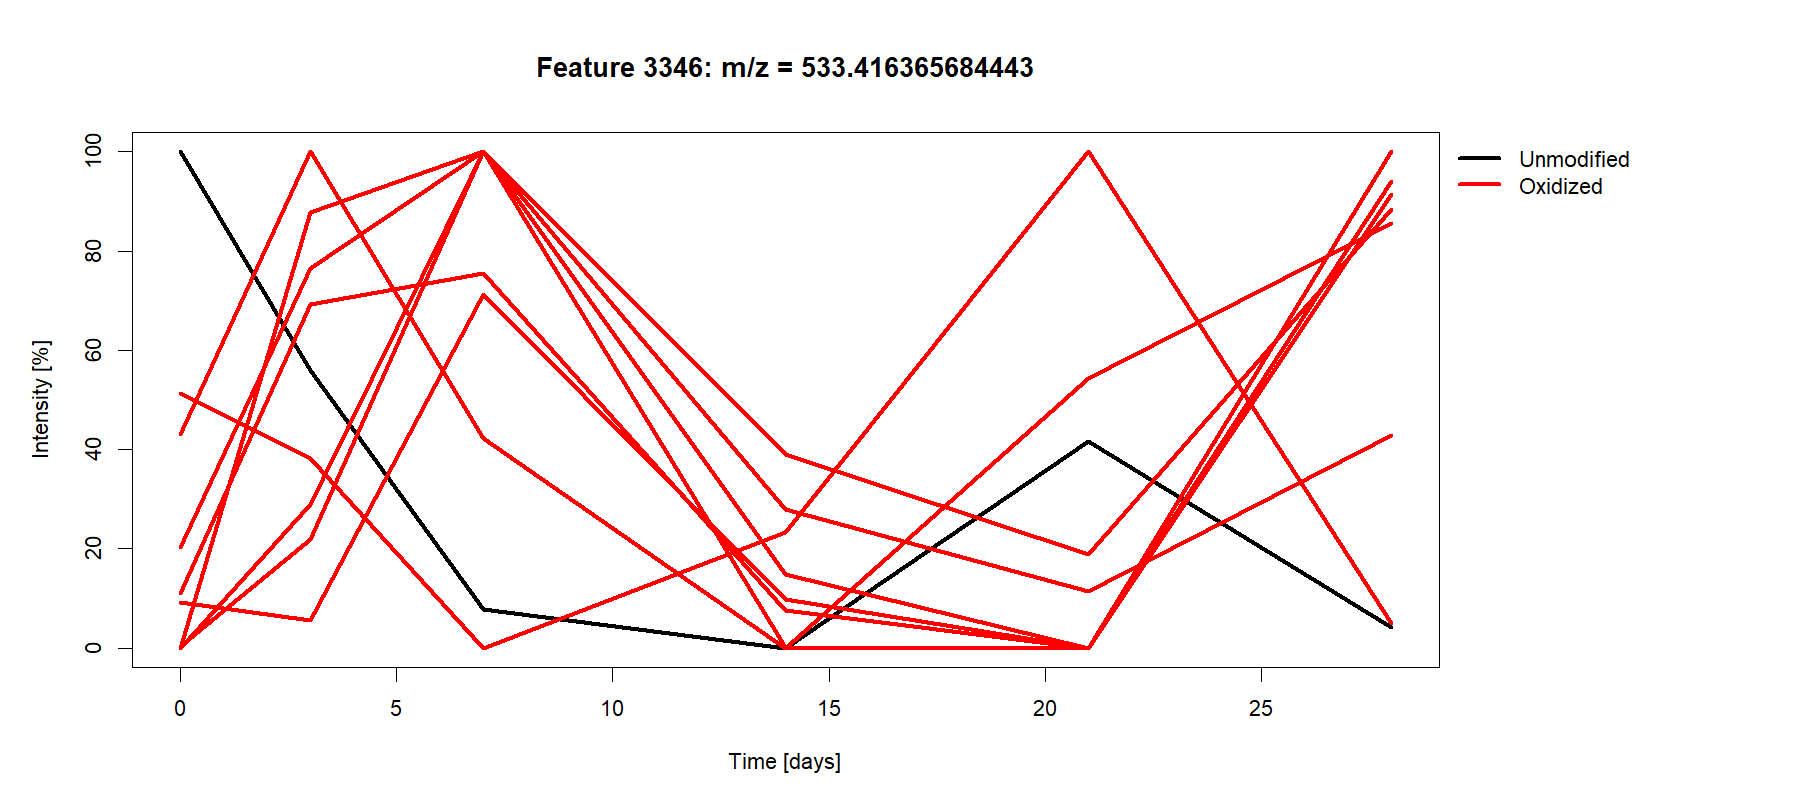 Feature 3346: m/z = 533.416365684443
100
80
60
40
20
0
Intensity [%]
0 5 10 15 20 25
Time [days]
Unmodified
Oxidized